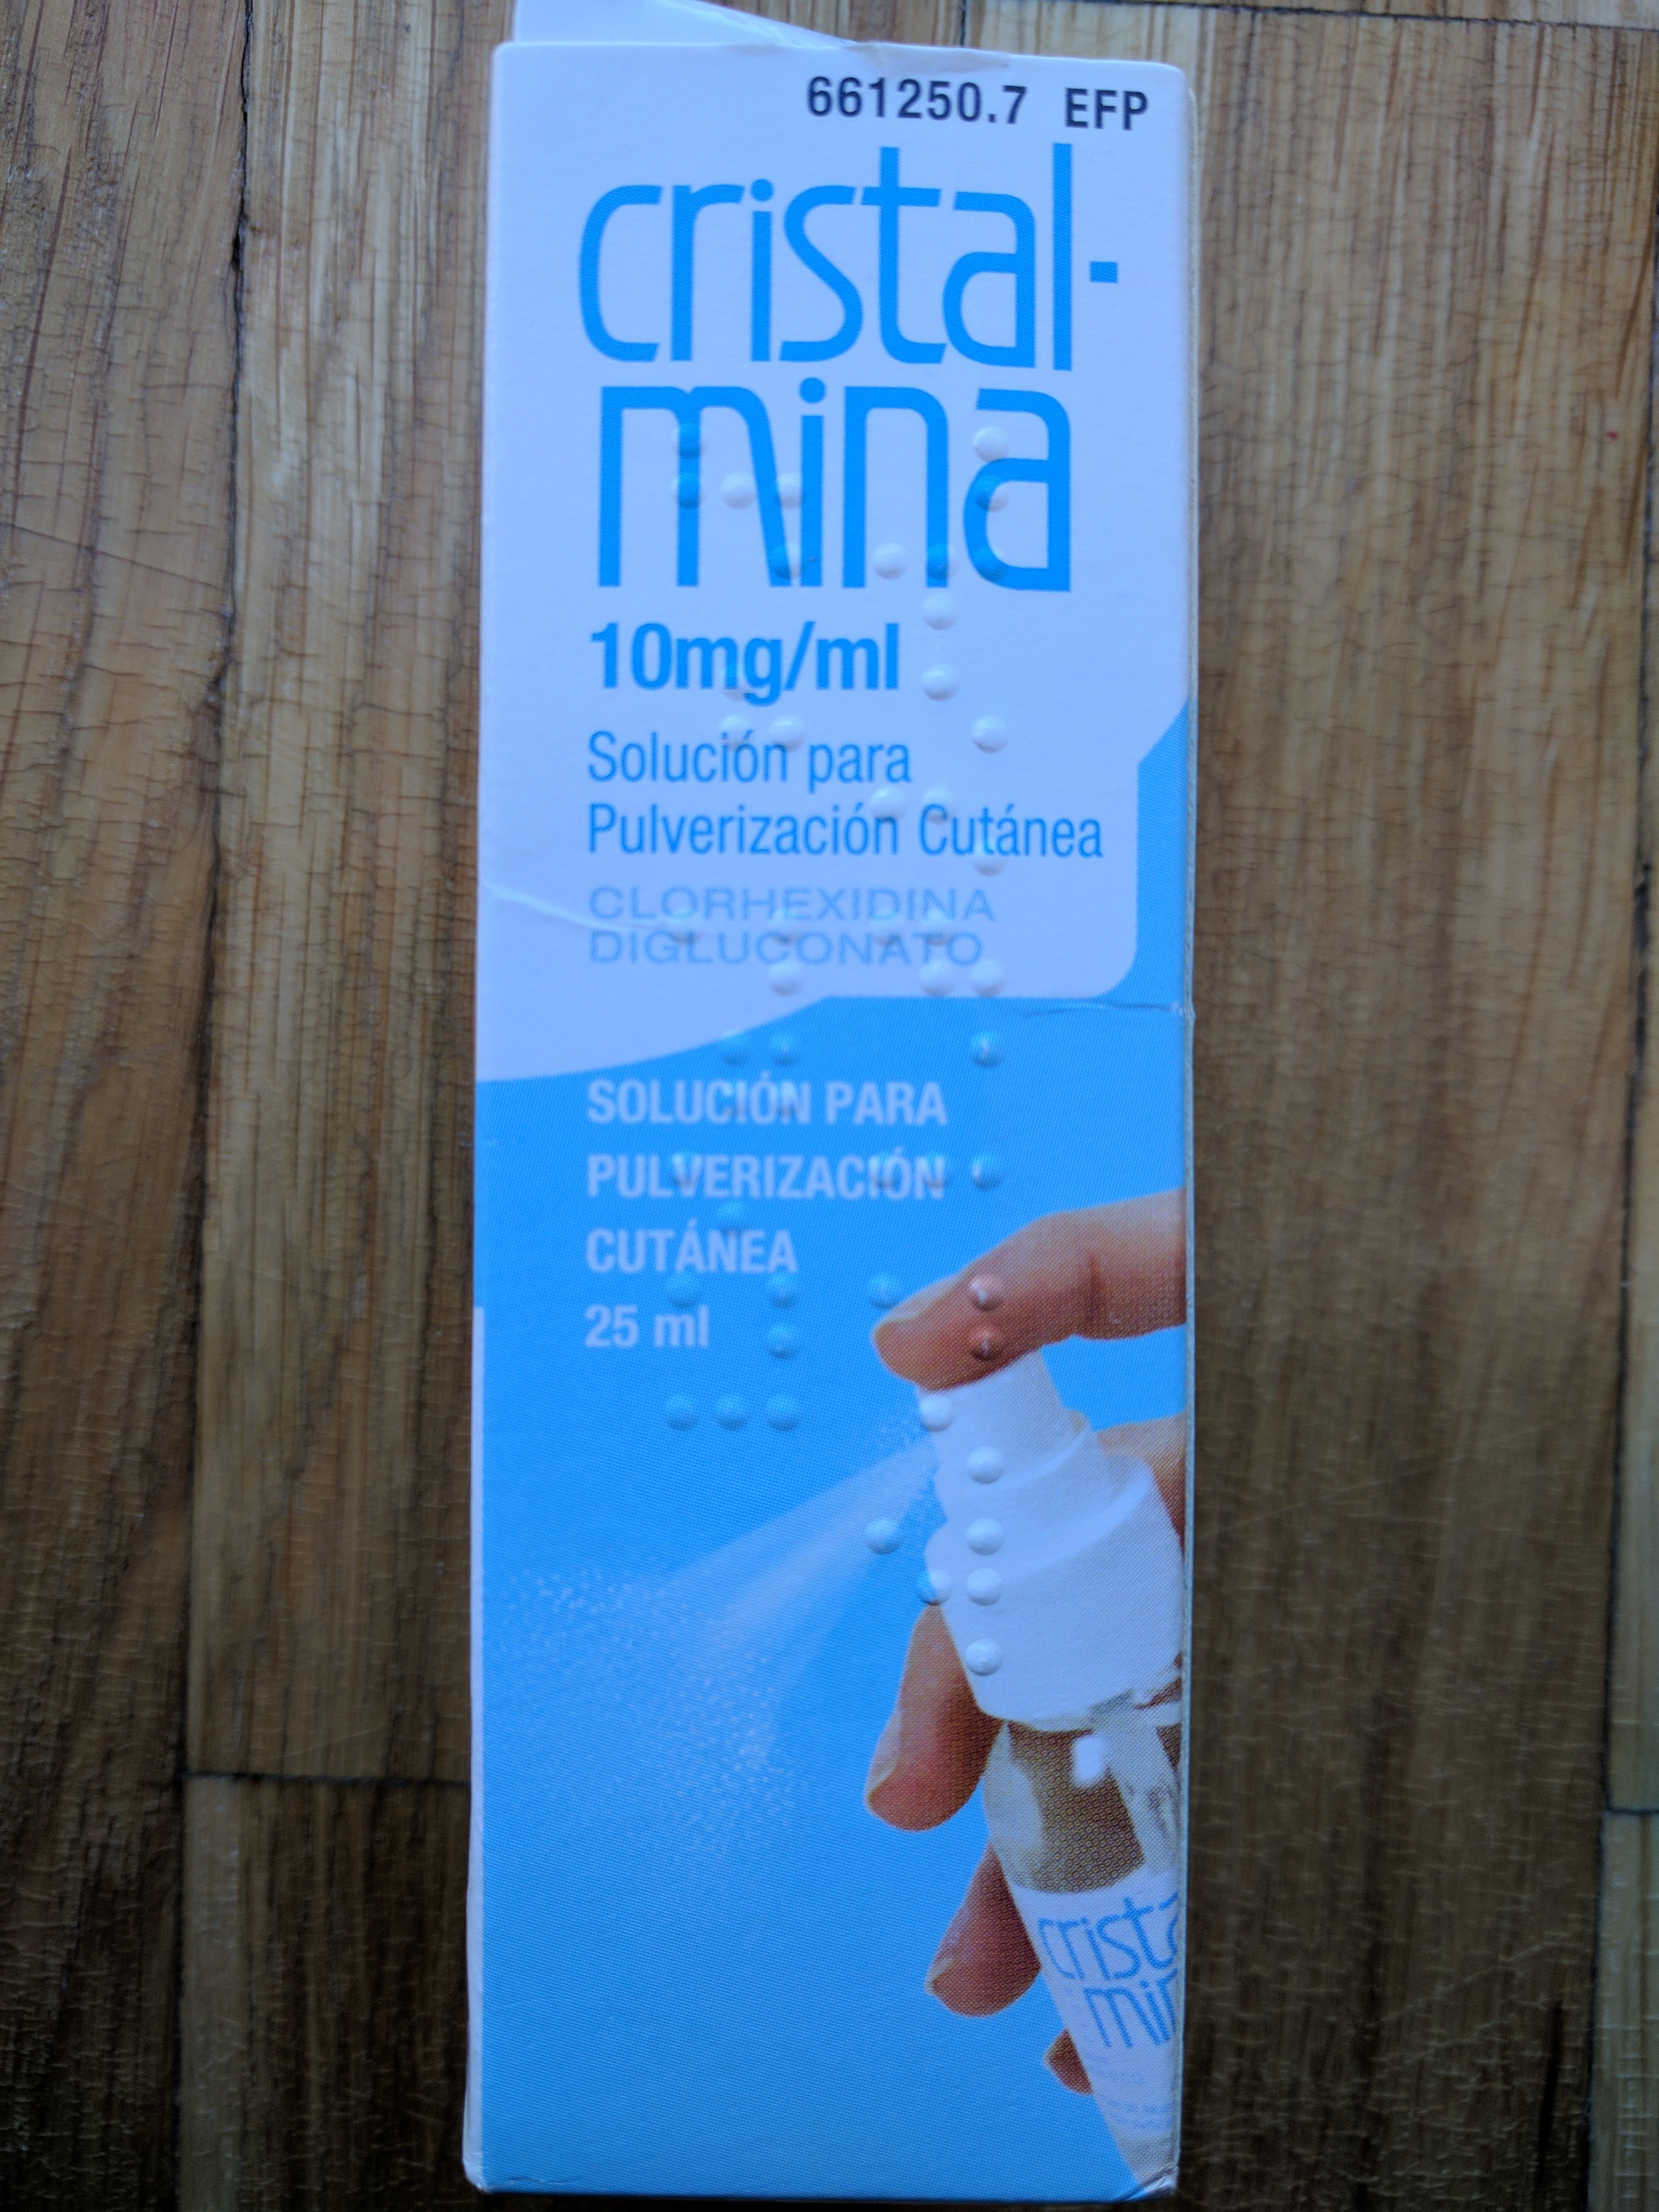 661250.7 EFP
cristal-
mina
10mg/ml
Solución para
Pulverización Cutánea
CLORHEXIDINA
DIGLUCONATO
SOLUCIÓN PARA
PULVERIZACIÓN
CUTÁNEA
25 ml
crista
min